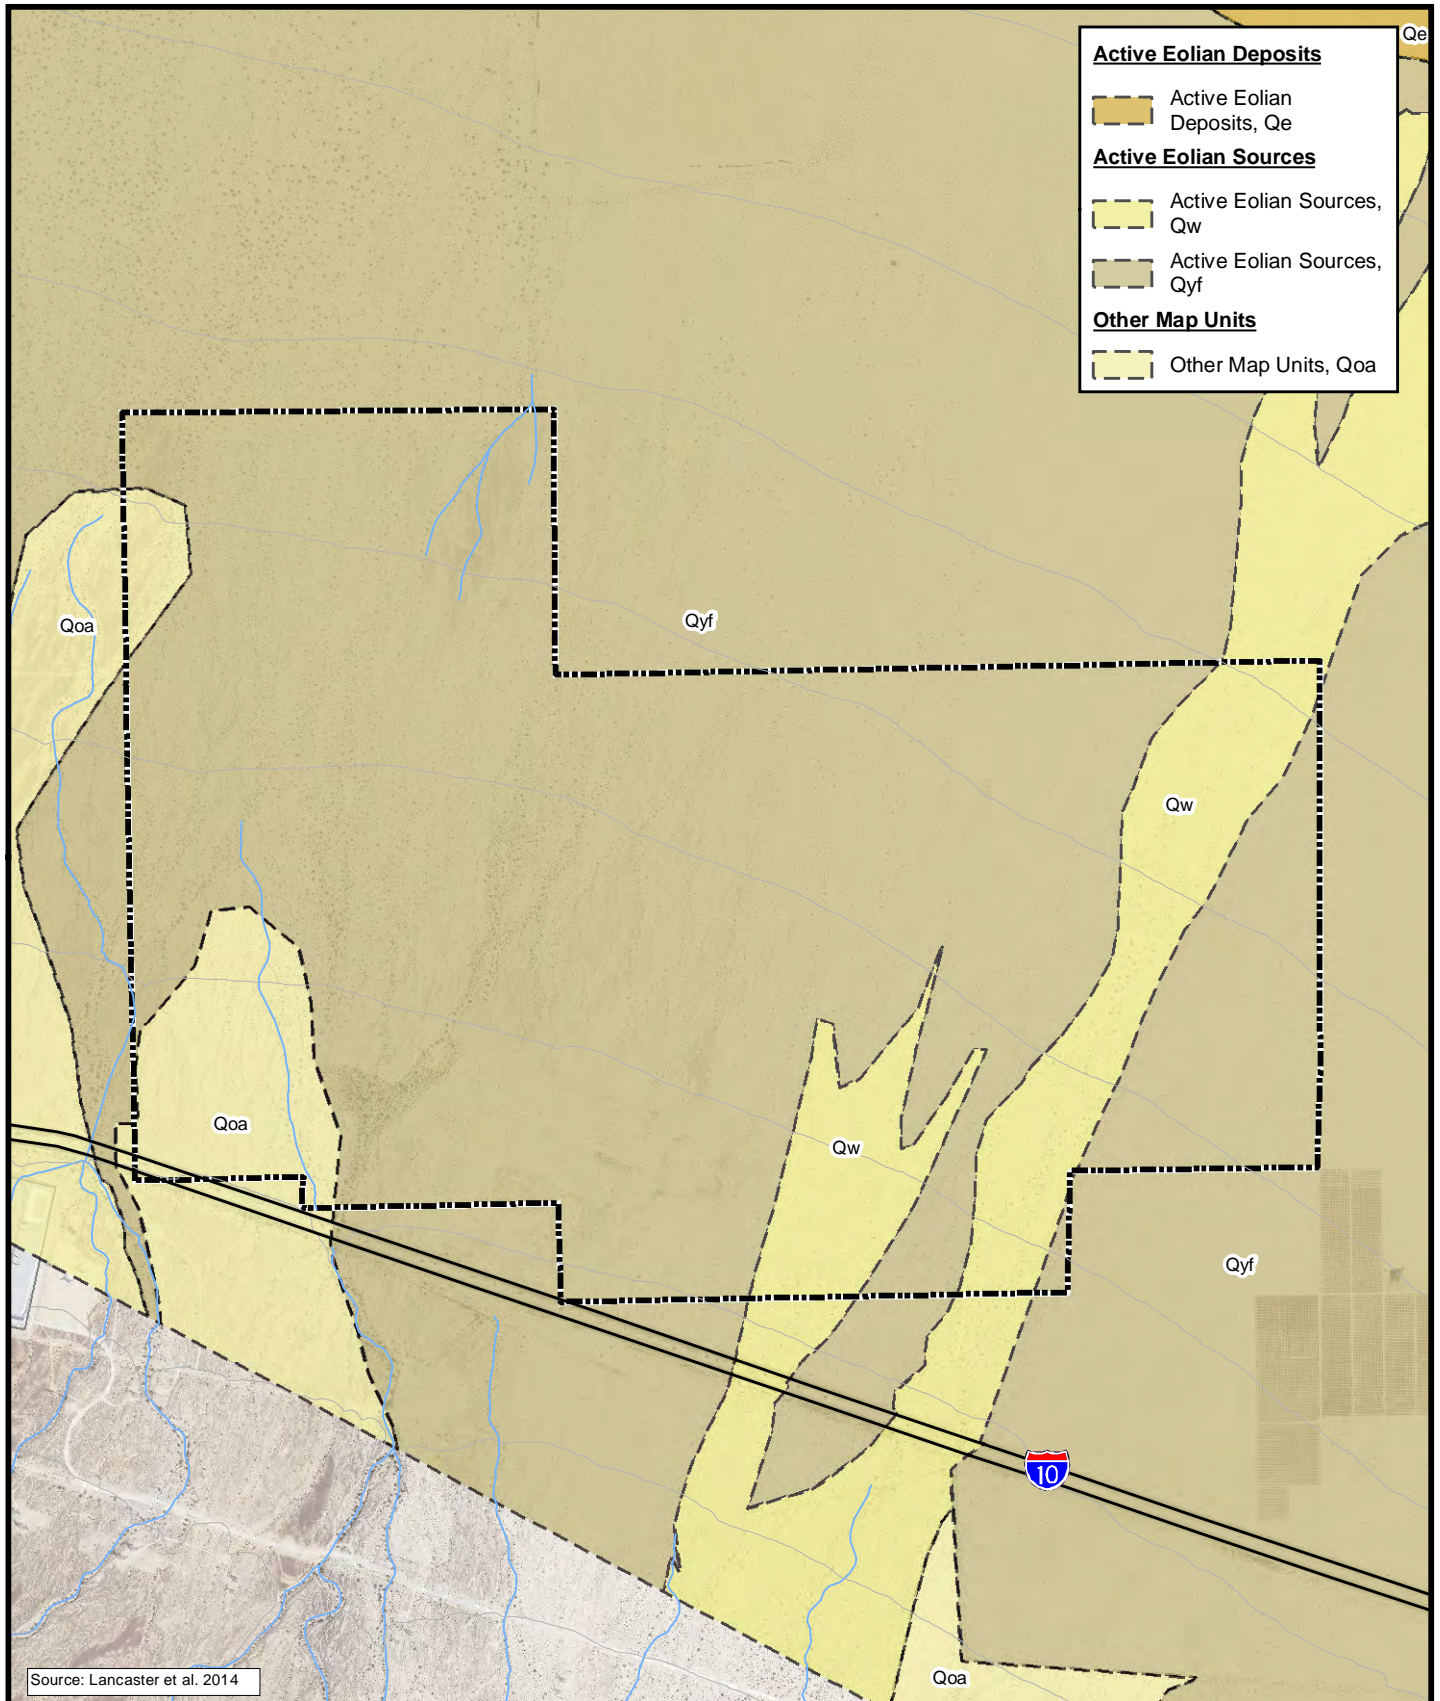 Qe
Active Eolian Deposits
Active Eolian
Deposits, Qe
Active Eolian Sources
Active Eolian Sources,
Qw
Active Eolian Sources,
Qyf
Other Map Units
Other Map Units, Qoa
Qoa
Qyf
Qw
Qoa
Qw
Qyf
10
Qoa
Source: Lancaster et al. 2014